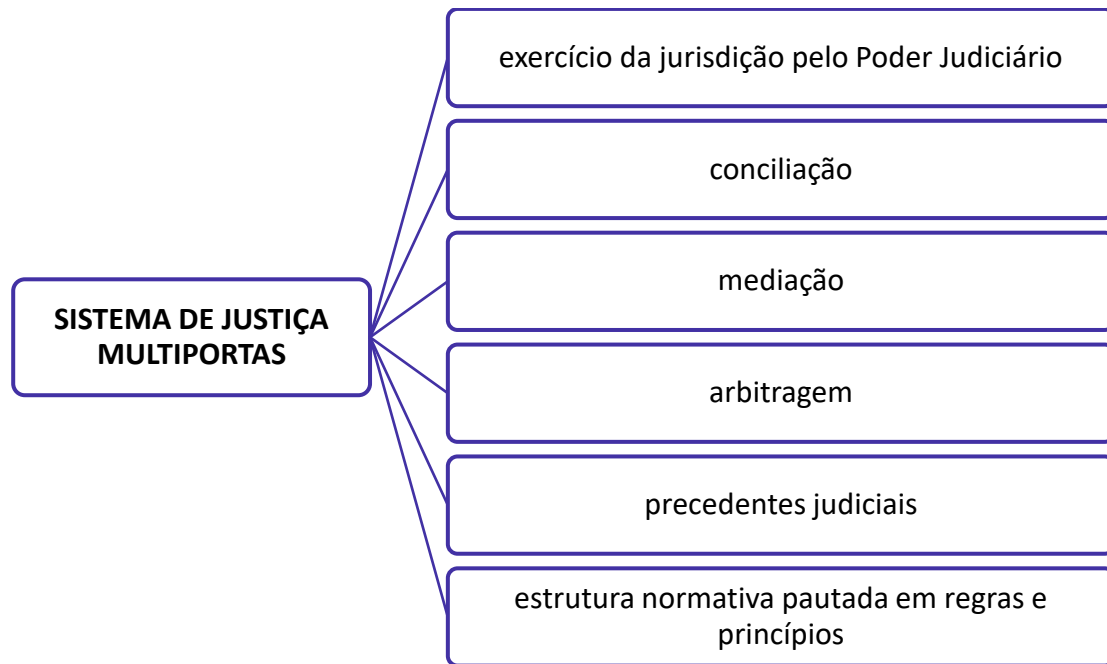 exercício da jurisdição pelo Poder Judiciário
conciliação
mediação
SISTEMA DE JUSTIÇA
MULTIPORTAS
arbitragem
precedentes judiciais
estrutura normativa pautada em regras e
princípios